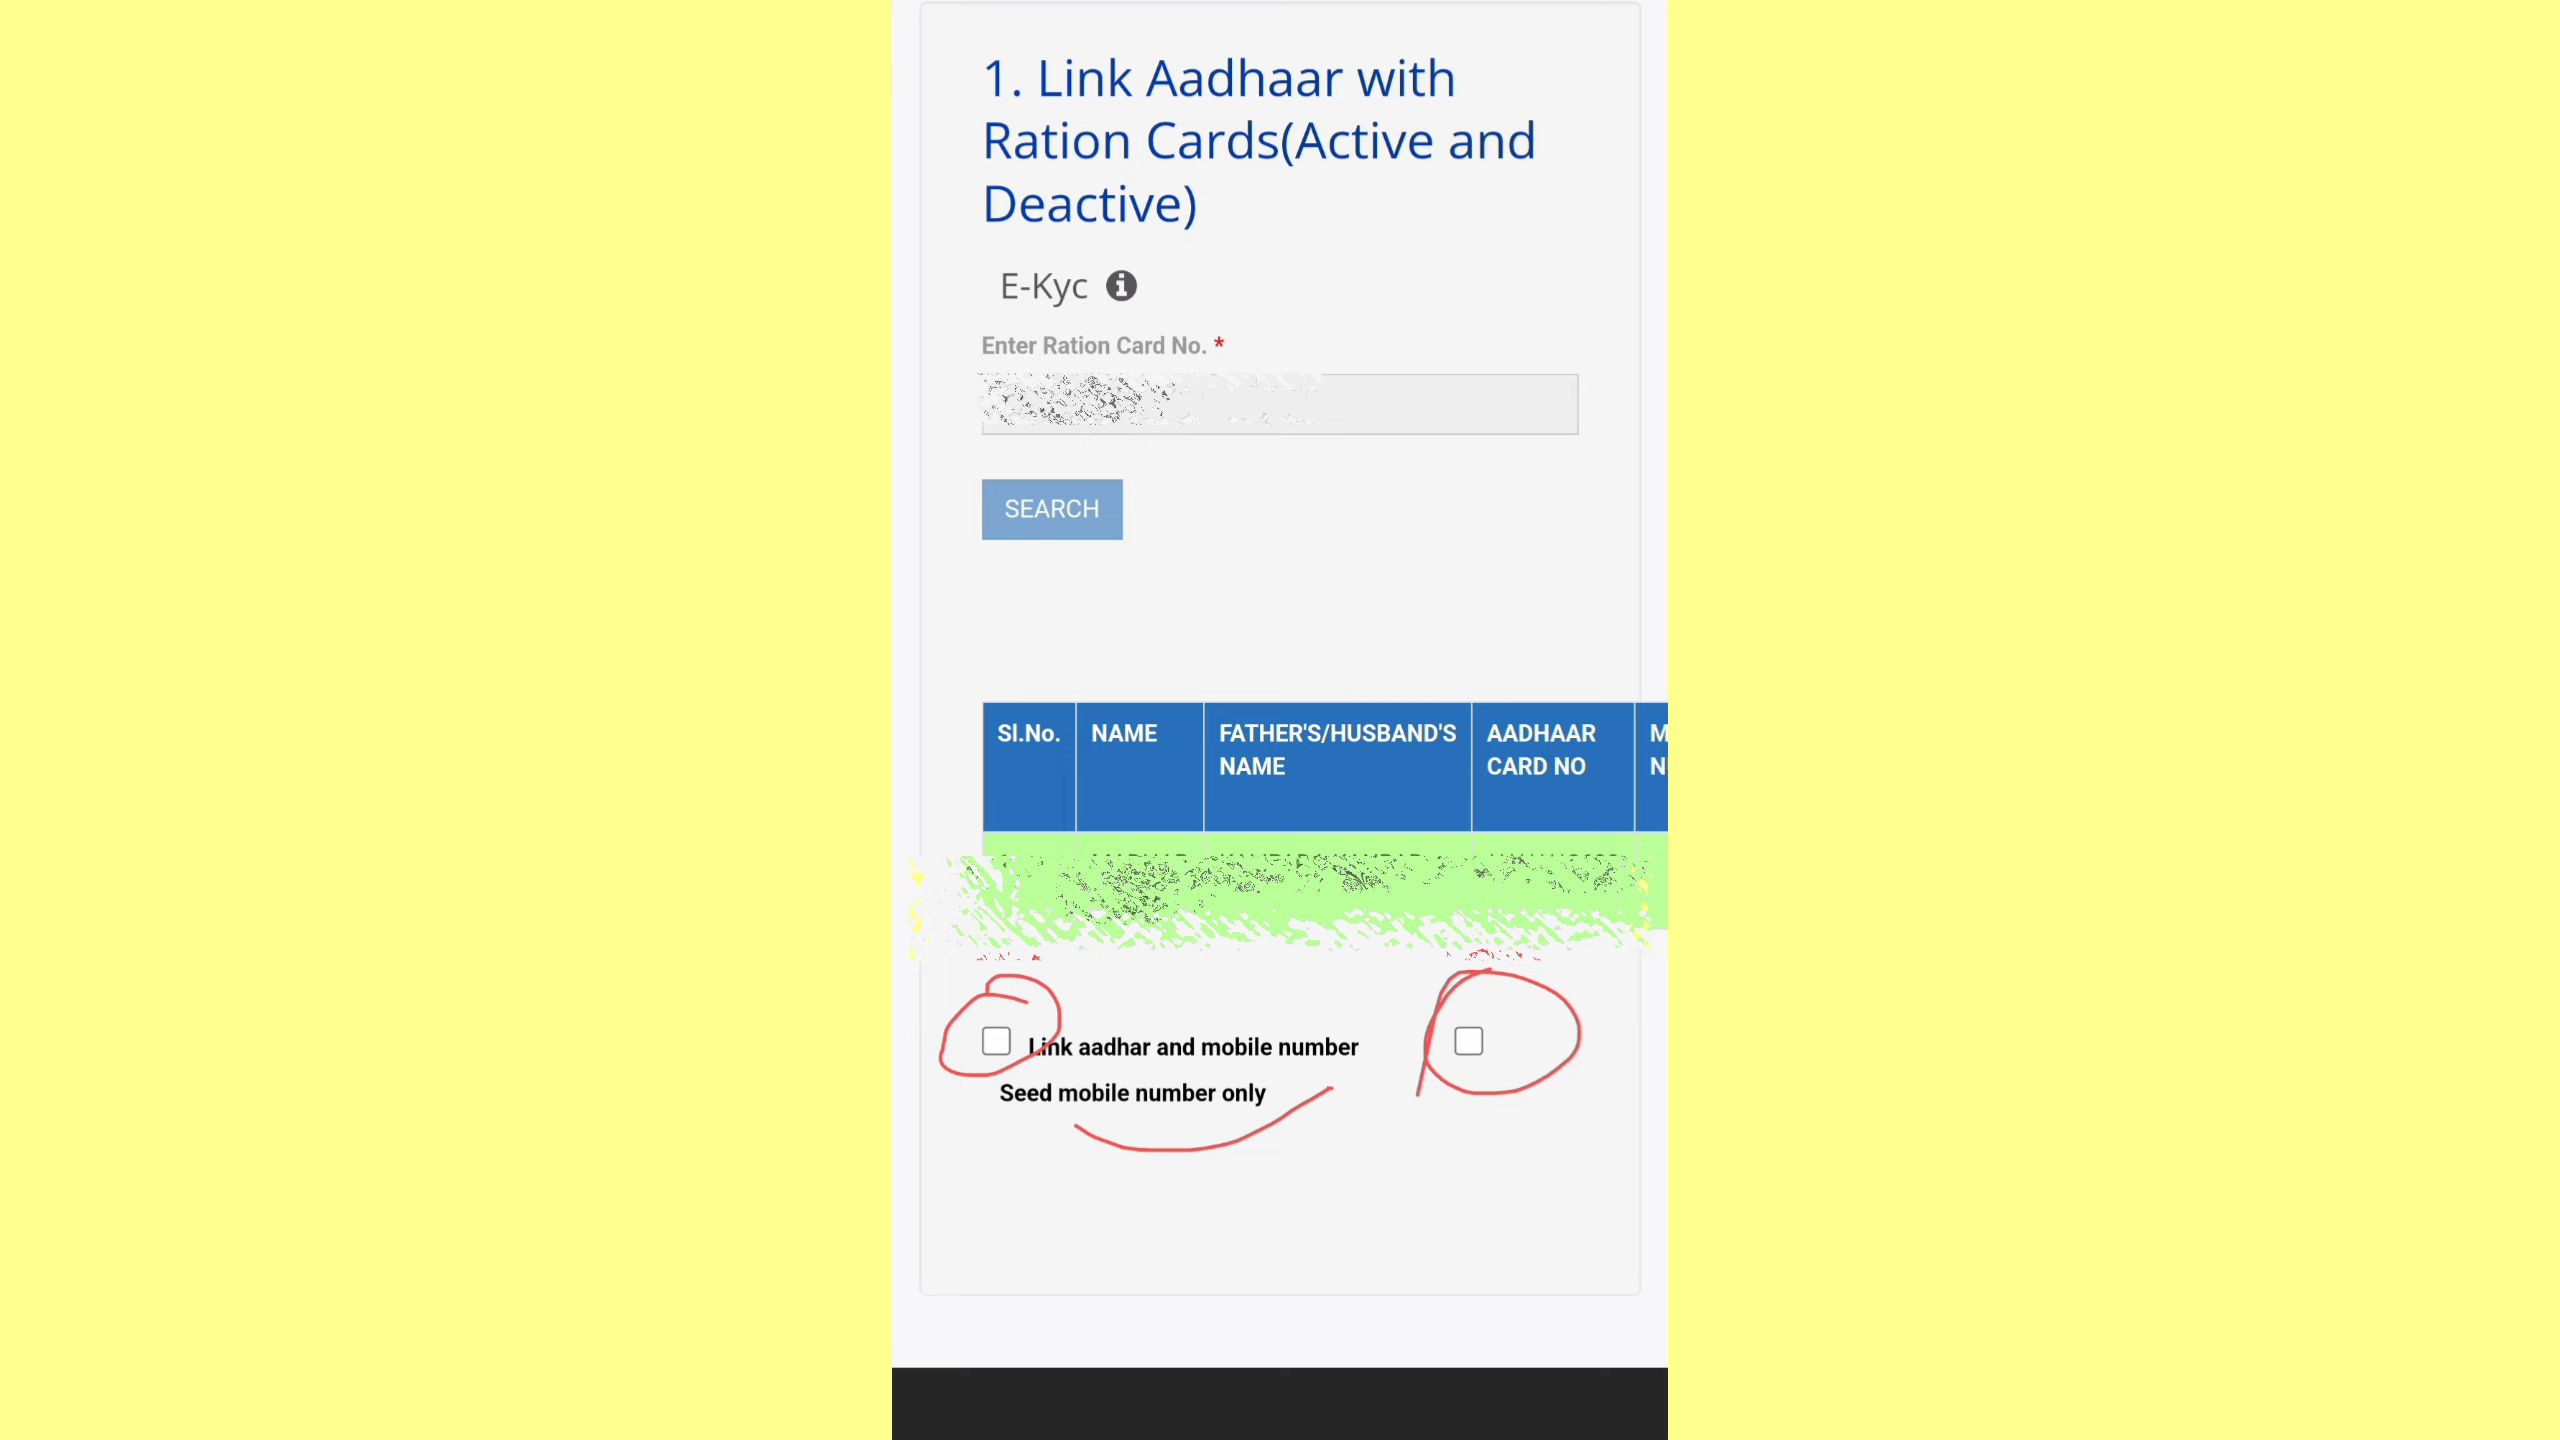 1. Link Aadhaar with
Ration Cards(Active and
Deactive)
E-Kyc
Enter Ration Card No. *
SEARCH
Sl.No. NAME FATHER'S/HUSBAND'S NAME AADHAAR CARD NO
Link aadhar and mobile number
Seed mobile number only